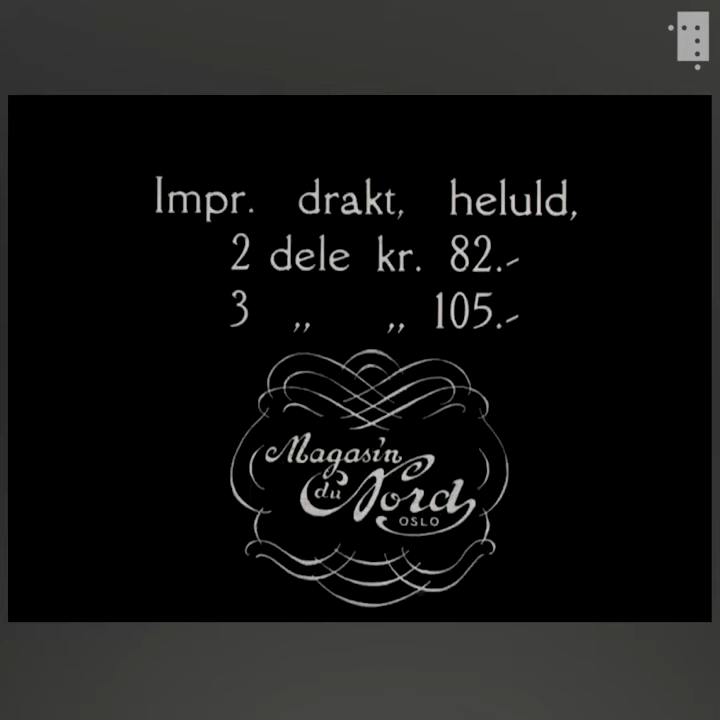 Impr. drakt, heluld,
2 dele kr. 82.-
3 ,, ,, 105.-
Magasin
du Nord
OSLO